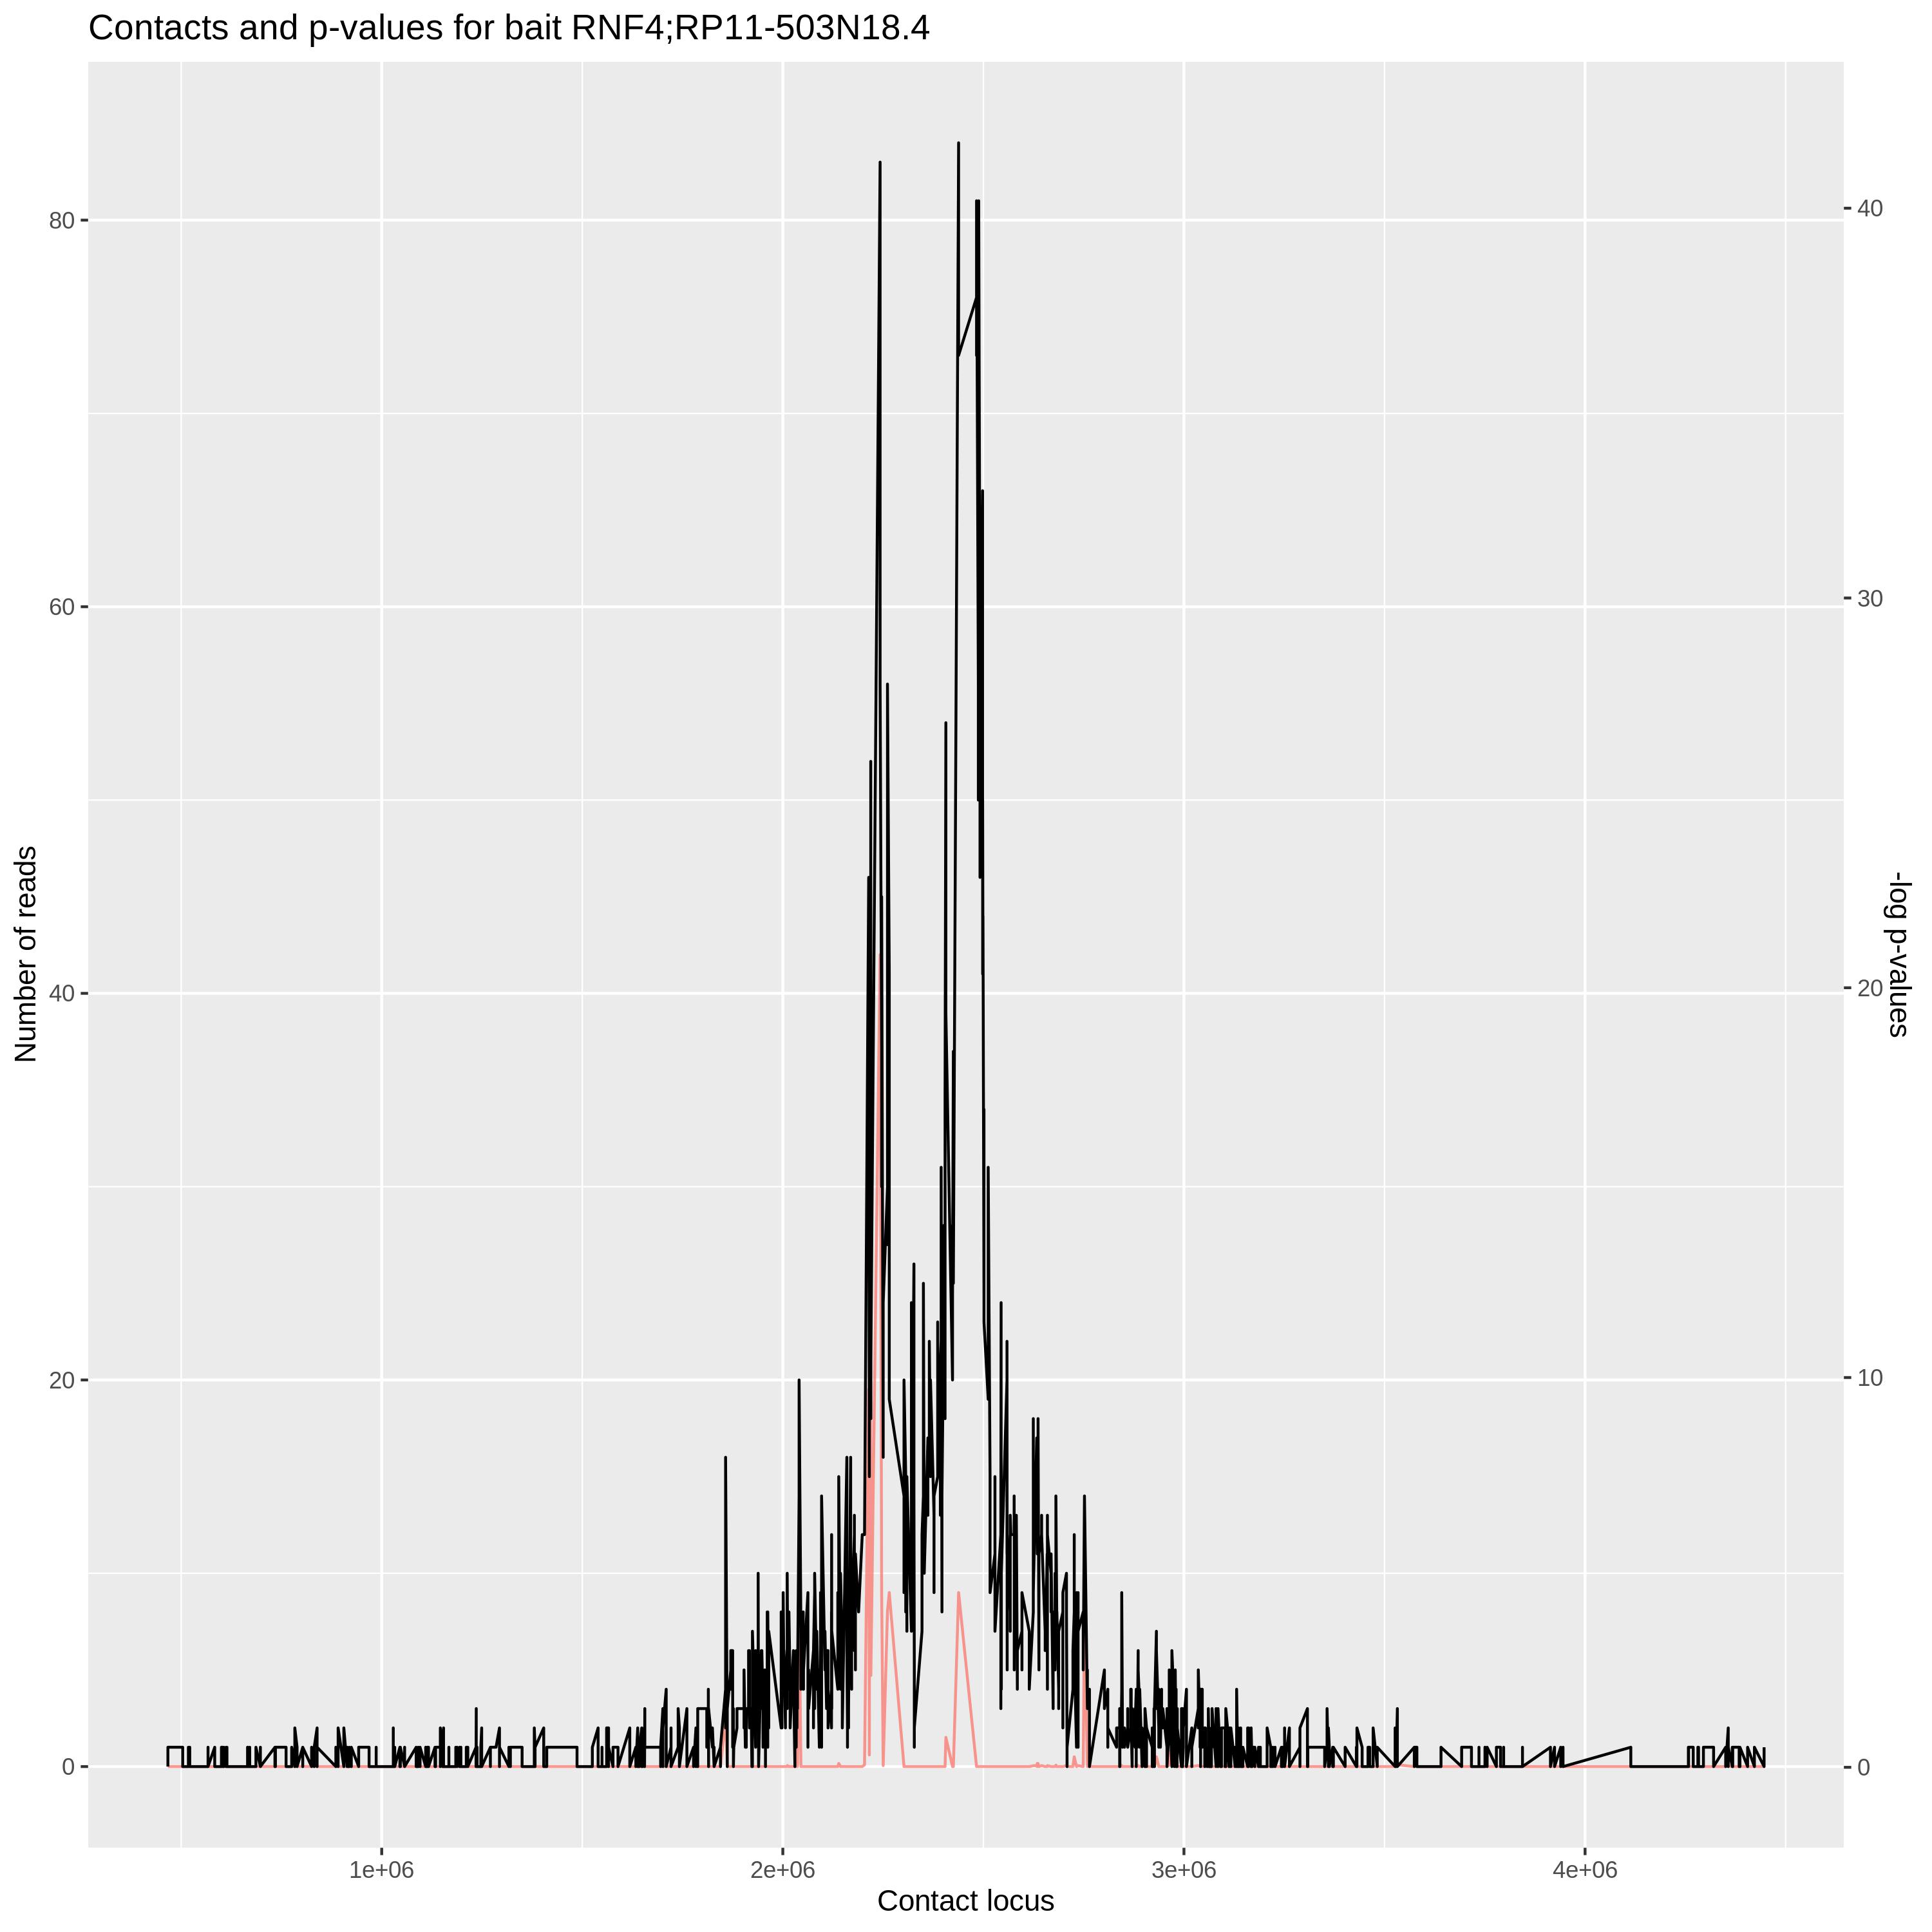 Contacts and p-values for bait RNF4;RP11-503N18.4
Number of reads
80
60
40
20
0
40
30
20
10
0
-log p-values
1e+06
2e+06
3e+06
4e+06
Contact locus